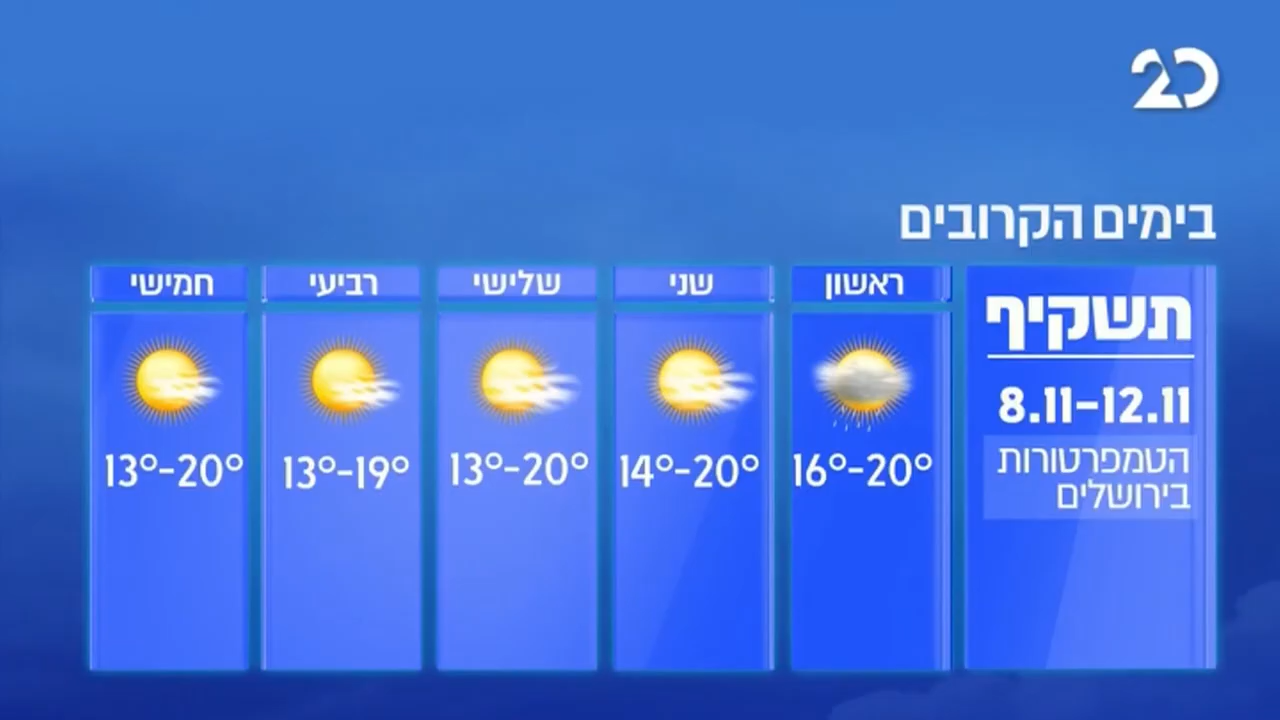 20
בימים הקרובים
תשקיף
8.11-12.11
הטמפרטורות
בירושלים
ראשון
16°-20°
שני
14°-20°
שלישי
13°-20°
רביעי
13°-19°
חמישי
13°-20°